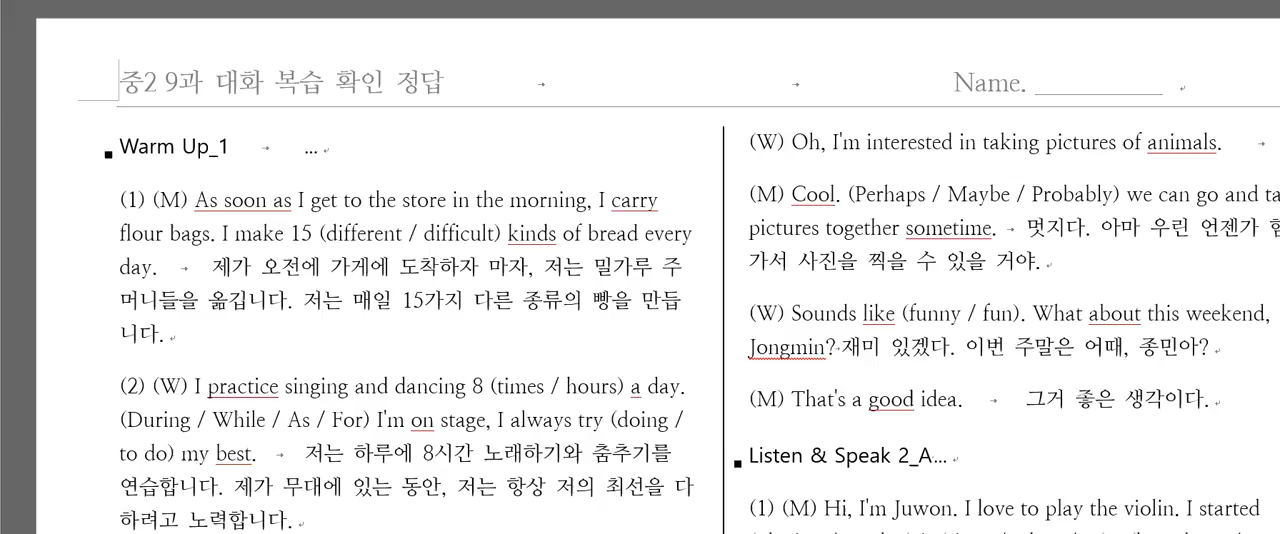 중2 9과 대화 복습 확인 정답 Name. ____________
Warm Up_1 ...
(1) (M) As soon as I get to the store in the morning, I carry
flour bags. I make 15 (different / difficult) kinds of bread every
day. 제가 오전에 가게에 도착하자 마자, 저는 밀가루 주
머니들을 옮깁니다. 저는 매일 15가지 다른 종류의 빵을 만듭
니다.
(2) (W) I practice singing and dancing 8 (times / hours) a day.
(During / While / As / For) I'm on stage, I always try (doing /
to do) my best. 저는 하루에 8시간 노래하기와 춤추기를
연습합니다. 제가 무대에 있는 동안, 저는 항상 저의 최선을 다
하려고 노력합니다.
(W) Oh, I'm interested in taking pictures of animals.
(M) Cool. (Perhaps / Maybe / Probably) we can go and ta
pictures together sometime. 멋지다. 아마 우린 언젠가
가서 사진을 찍을 수 있을 거야.
(W) Sounds like (funny / fun). What about this weekend,
Jongmin? 재미 있겠다. 이번 주말은 어때, 종민아?
(M) That's a good idea. 그거 좋은 생각이다.
Listen & Speak 2_A...
(1) (M) Hi, I'm Juwon. I love to play the violin. I started